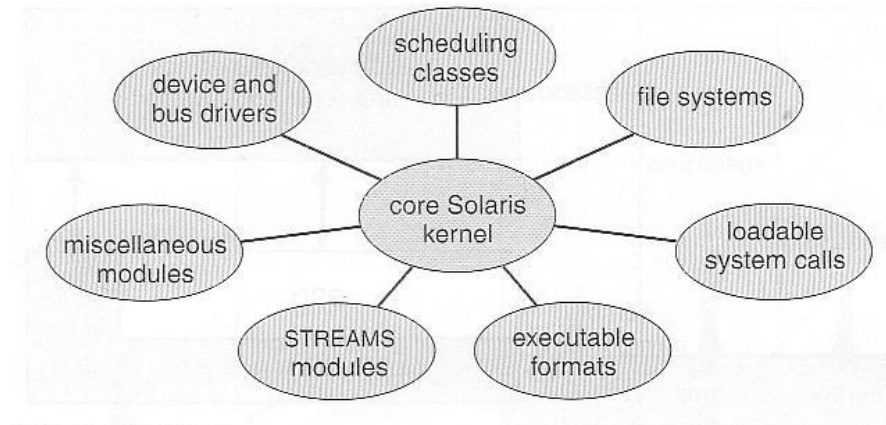 scheduling
classes
device and
bus drivers
file systems
core Solaris
kernel
miscellaneous
modules
loadable
system calls
STREAMS
modules
executable
formats